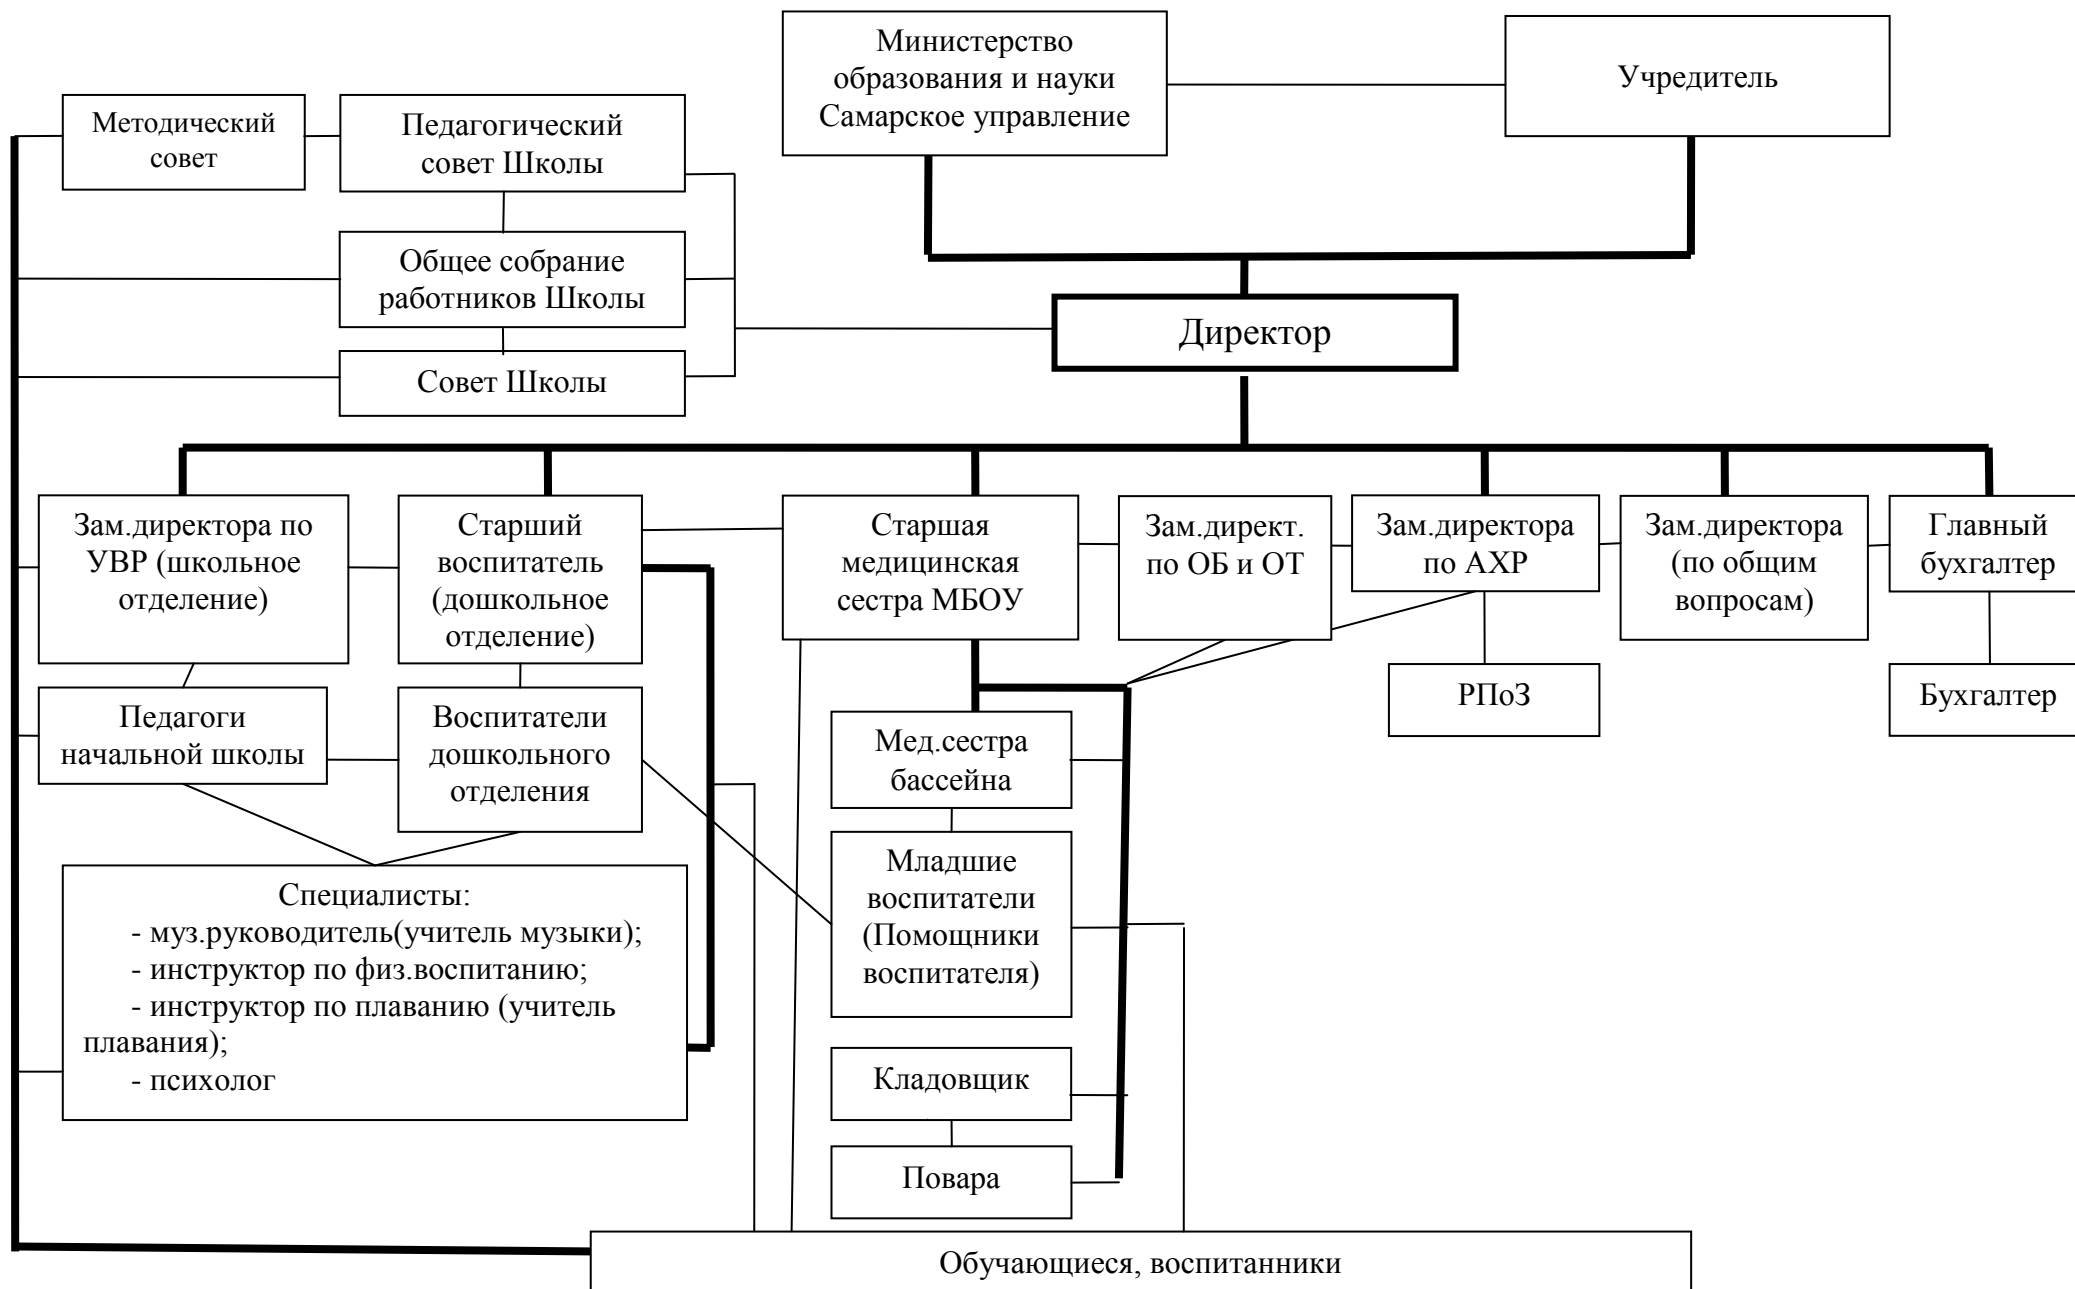 Министерство
образования и науки
Самарское управление
Учредитель
Методический
совет
Педагогический
совет Школы
Общее собрание
работников Школы
Совет Школы
Директор
Зам.директора по
УВР (школьное
отделение)
Старший
воспитатель
(дошкольное
отделение)
Старшая
медицинская
сестра МБОУ
Зам.директ.
по ОБ и ОТ
Зам.директора
по АХР
Зам.директора
(по общим
вопросам)
Главный
бухгалтер
Педагоги
начальной школы
Воспитатели
дошкольного
отделения
Мед.сестра
бассейна
РПоЗ
Бухгалтер
Младшие
воспитатели
(Помощники
воспитателя)
Специалисты:
- муз.руководитель(учитель музыки);
- инструктор по физ.воспитанию;
- инструктор по плаванию (учитель
плавания);
- психолог
Кладовщик
Повара
Обучающиеся, воспитанники